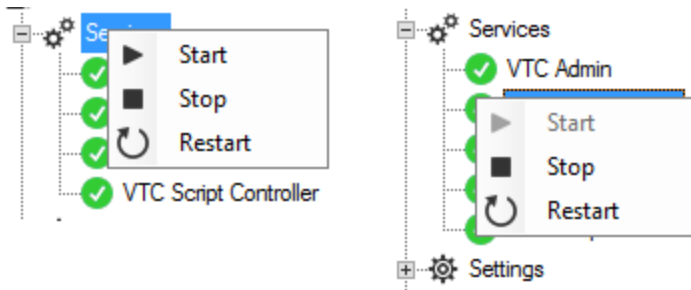 Start
Stop
Restart
VTC Script Controller
Services
VTC Admin
Start
Stop
Restart
Settings